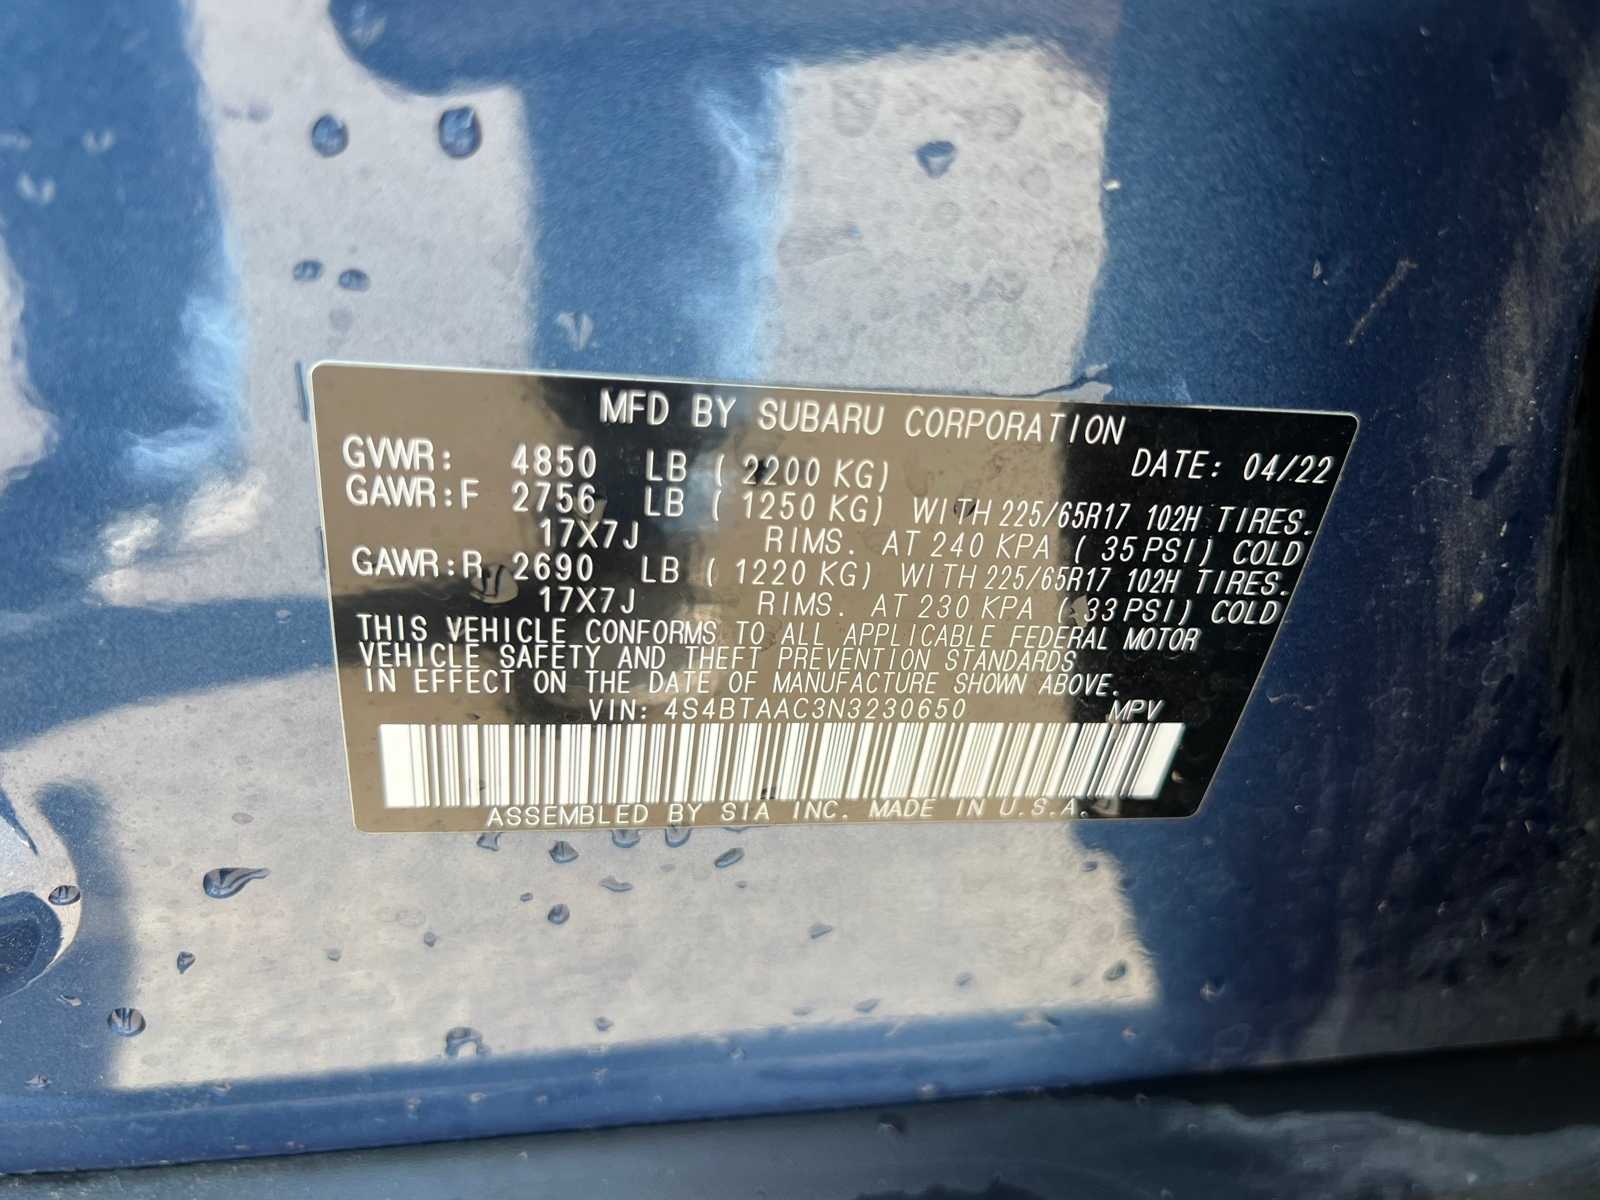 MFD BY SUBARU CORPORATION
GVWR: 4850 LB ( 2200 KG) DATE: 04/22
GAWR:F 2756 LB ( 1250 KG) WITH 225/65R17 102H TIRES.
17X7J RIMS. AT 240 KPA ( 35 PSI) COLD
GAWR:R 2690 LB ( 1220 KG) WITH 225/65R17 102H TIRES.
17X7J RIMS. AT 230 KPA ( 33 PSI) COLD
THIS VEHICLE CONFORMS TO ALL APPLICABLE FEDERAL MOTOR
VEHICLE SAFETY AND THEFT PREVENTION STANDARDS
IN EFFECT ON THE DATE OF MANUFACTURE SHOWN ABOVE.
VIN: 4S4BTAAC3N3230650 MPV
ASSEMBLED BY SIA INC. MADE IN U.S.A.